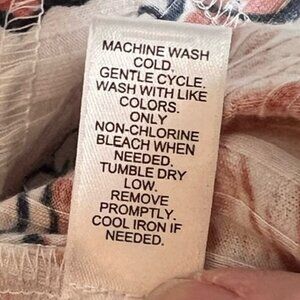 MACHINE WASH
COLD.
GENTLE CYCLE.
WASH WITH LIKE
COLORS.
ONLY
NON-CHLORINE
BLEACH WHEN
NEEDED.
TUMBLE DRY
LOW.
REMOVE
PROMPTLY.
COOL IRON IF
NEEDED.